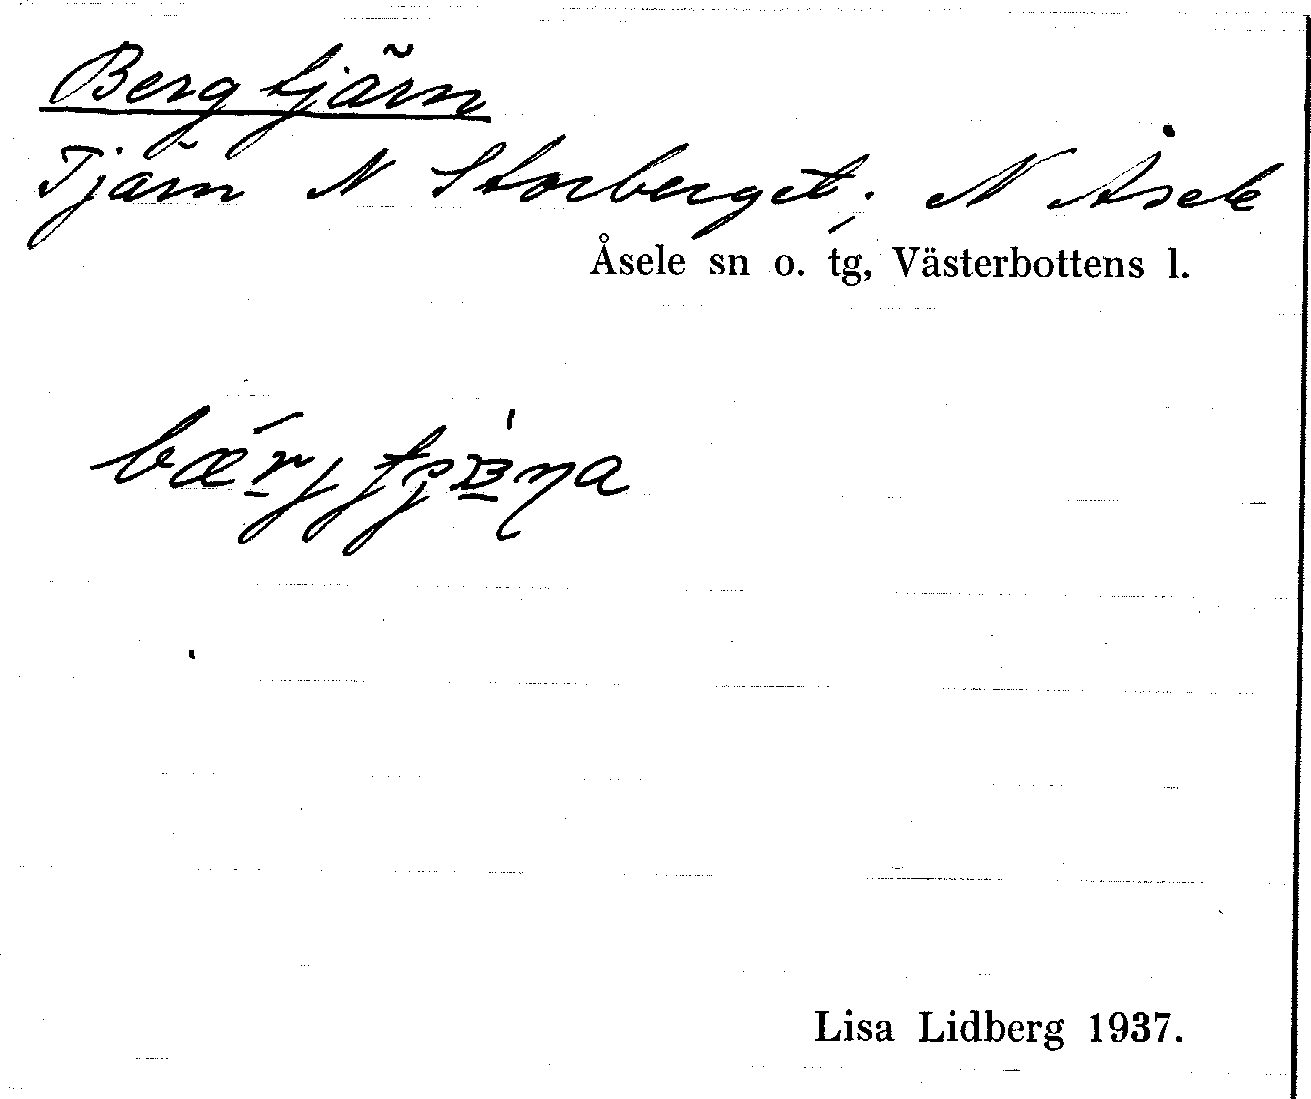 Bergtjärn
Tjärn N Storberget; N Åsele
Åsele sn o. tg, Västerbottens l.
Lisa Lidberg 1937.